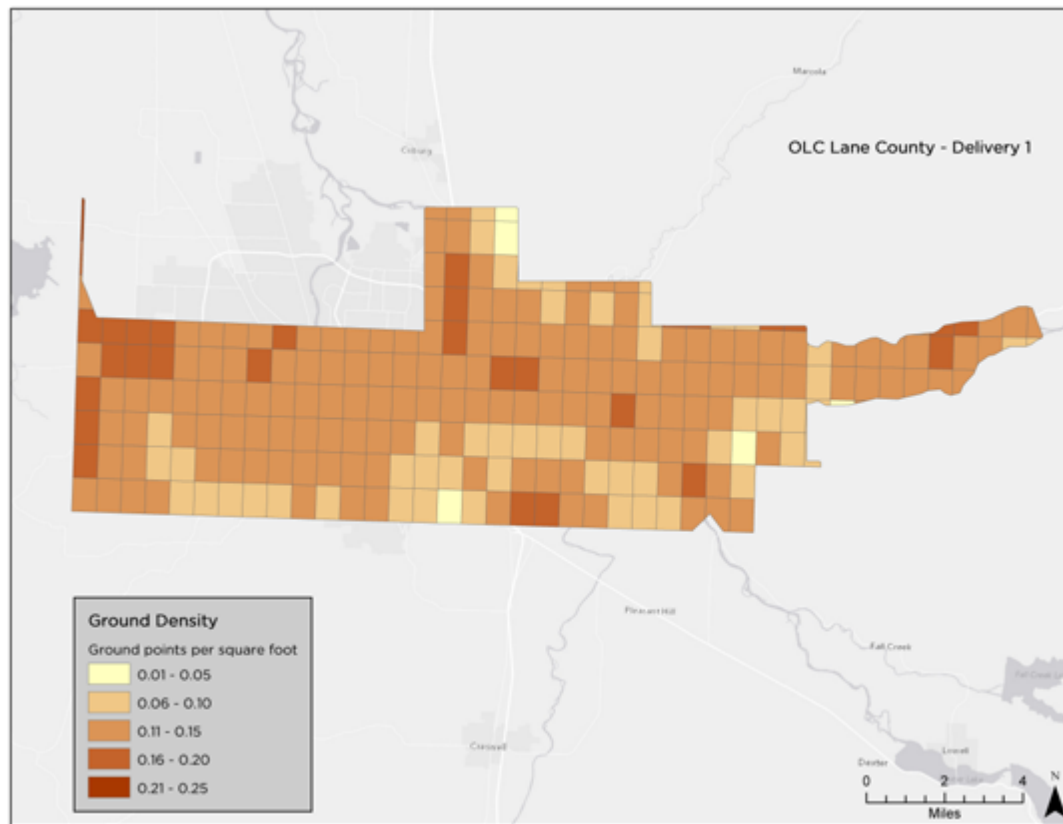 Marcola
OLC Lane County - Delivery 1
Coburg
Ground Density
Ground points per square foot
0.01 - 0.05
0.06 - 0.10
0.11 - 0.15
0.16 - 0.20
0.21 - 0.25
Pleasant Hill
Fall Creek
Creswell
Lowell
Dexter
N
0 2 4
Miles